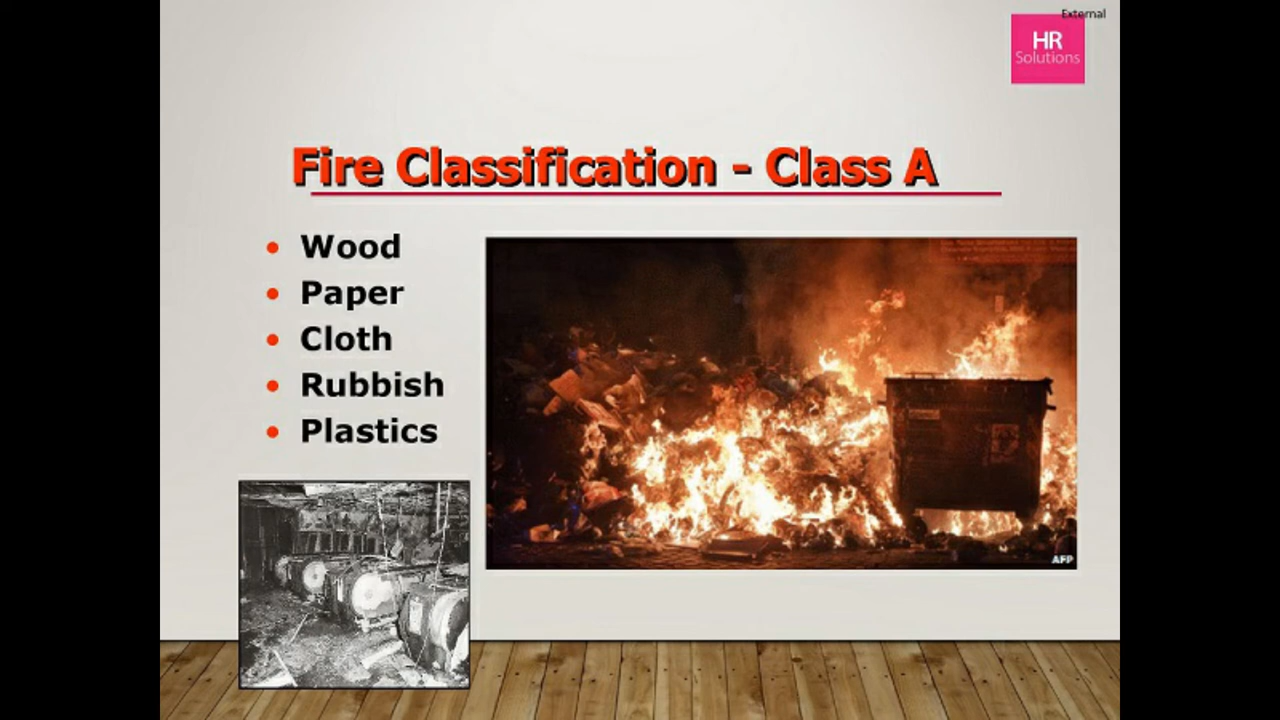 External
HR
Solutions
Fire Classification - Class A
• Wood
• Paper
• Cloth
• Rubbish
• Plastics
AFP